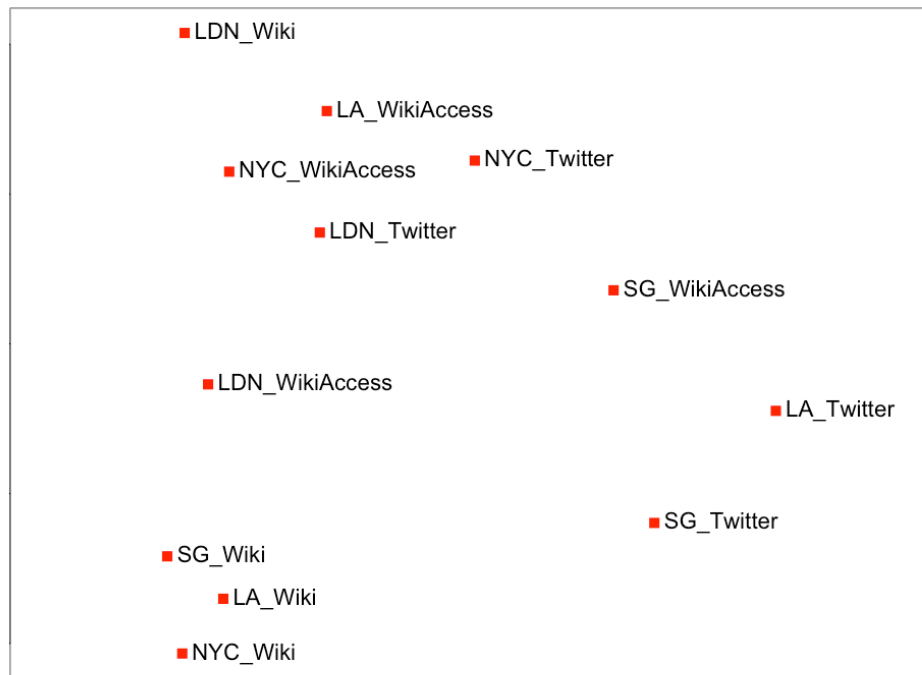 LDN_Wiki
LA_WikiAccess
NYC_Twitter
NYC_WikiAccess
LDN_Twitter
SG_WikiAccess
LDN_WikiAccess
LA_Twitter
SG_Twitter
SG_Wiki
LA_Wiki
NYC_Wiki